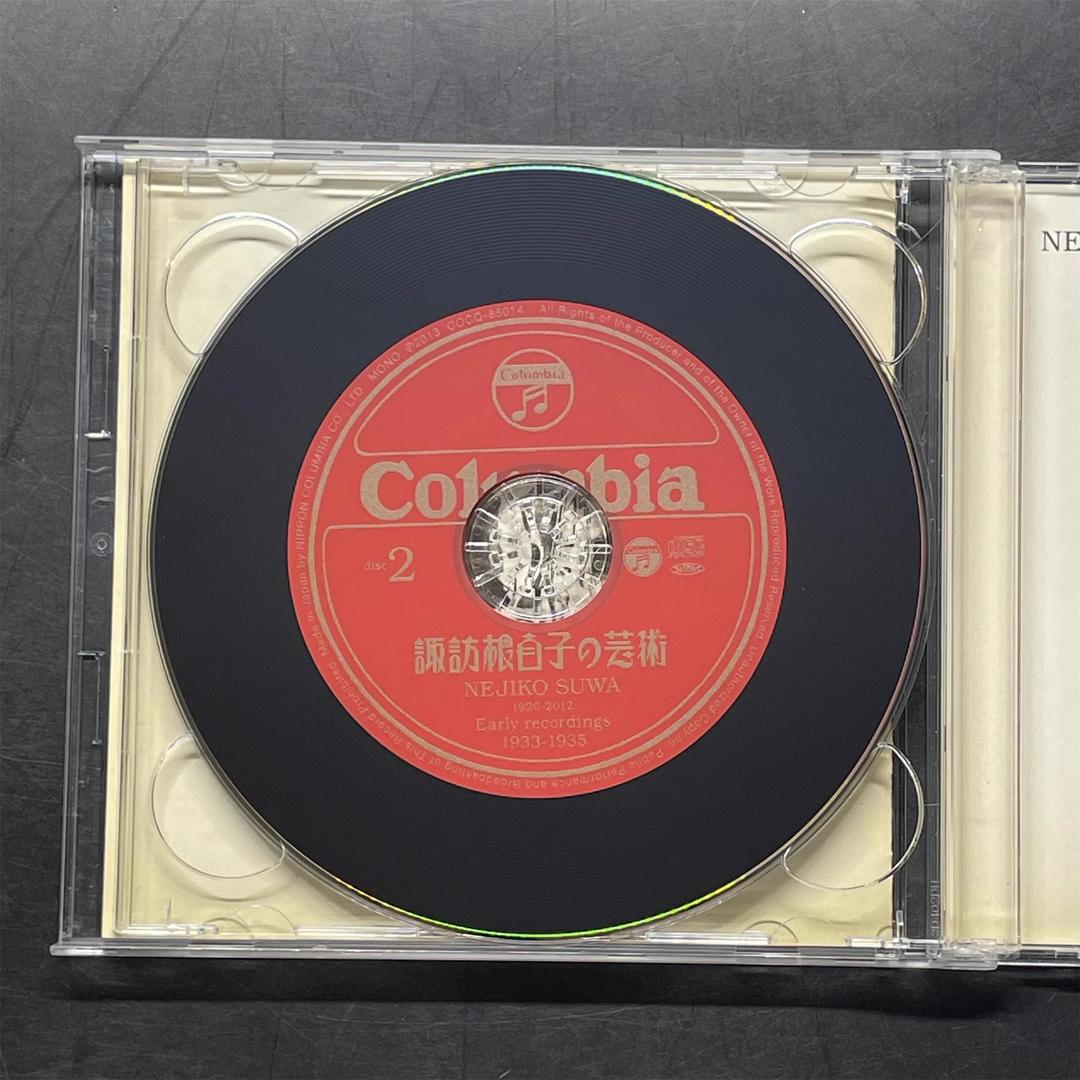 Made in Japan by NIPPON COLUMBIA CO., LTD. MONO ℗2013 COCQ-85014 All Rights of the Producer and of the Owner of the Work Reproduced Reserved. Unauthorized Copying Public Performance and Broadcasting of This Record Prohibited
Columbia
Columbia
disc 2
Columbia
諏訪根自子の芸術
NEJIKO SUWA
1920-2012
Early recordings
1933-1935
NE